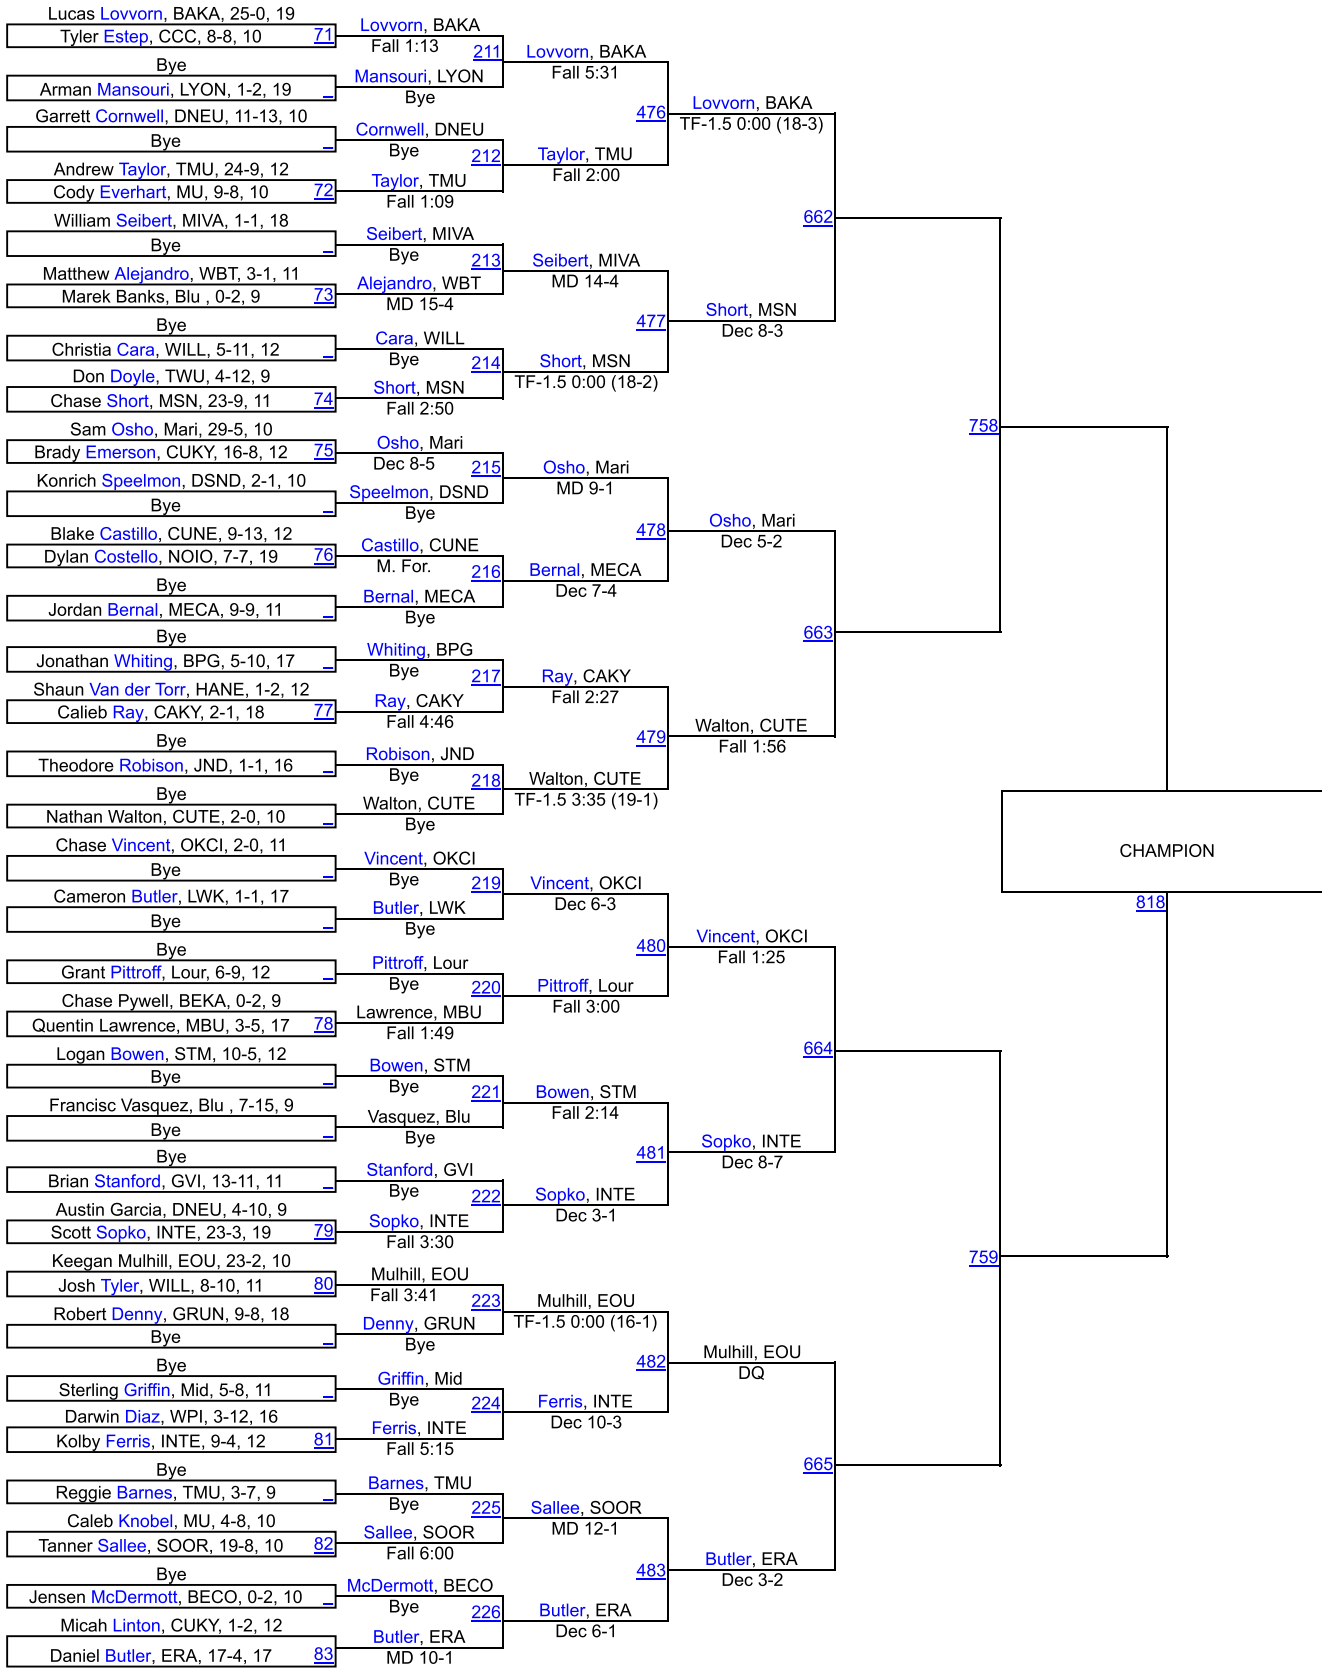 Lucas Lovvorn, BAKA, 25-0, 19
Tyler Estep, CCC, 8-8, 10 71
Bye
Arman Mansouri, LYON, 1-2, 19 _
Garrett Cornwell, DNEU, 11-13, 10
Bye _
Andrew Taylor, TMU, 24-9, 12
Cody Everhart, MU, 9-8, 10 72
William Seibert, MIVA, 1-1, 18
Bye _
Matthew Alejandro, WBT, 3-1, 11
Marek Banks, Blu , 0-2, 9 73
Bye
Christia Cara, WILL, 5-11, 12 _
Don Doyle, TWU, 4-12, 9
Chase Short, MSN, 23-9, 11 74
Sam Osho, Mari, 29-5, 10
Brady Emerson, CUKY, 16-8, 12 75
Konrich Speelmon, DSND, 2-1, 10
Bye _
Blake Castillo, CUNE, 9-13, 12
Dylan Costello, NOIO, 7-7, 19 76
Bye
Jordan Bernal, MECA, 9-9, 11 _
Bye
Jonathan Whiting, BPG, 5-10, 17 _
Shaun Van der Torr, HANE, 1-2, 12
Calieb Ray, CAKY, 2-1, 18 77
Bye
Theodore Robison, JND, 1-1, 16 _
Bye
Nathan Walton, CUTE, 2-0, 10 _
Chase Vincent, OKCI, 2-0, 11
Bye _
Cameron Butler, LWK, 1-1, 17
Bye _
Bye
Grant Pittroff, Lour, 6-9, 12 _
Chase Pywell, BEKA, 0-2, 9
Quentin Lawrence, MBU, 3-5, 17 78
Logan Bowen, STM, 10-5, 12
Bye _
Francisc Vasquez, Blu , 7-15, 9
Bye _
Bye
Brian Stanford, GVI, 13-11, 11 _
Austin Garcia, DNEU, 4-10, 9
Scott Sopko, INTE, 23-3, 19 79
Keegan Mulhill, EOU, 23-2, 10
Josh Tyler, WILL, 8-10, 11 80
Robert Denny, GRUN, 9-8, 18
Bye _
Bye
Sterling Griffin, Mid, 5-8, 11 _
Darwin Diaz, WPI, 3-12, 16
Kolby Ferris, INTE, 9-4, 12 81
Bye
Reggie Barnes, TMU, 3-7, 9 _
Caleb Knobel, MU, 4-8, 10
Tanner Sallee, SOOR, 19-8, 10 82
Bye
Jensen McDermott, BECO, 0-2, 10 _
Micah Linton, CUKY, 1-2, 12
Daniel Butler, ERA, 17-4, 17 83
Lovvorn, BAKA
Fall 1:13
211
Mansouri, LYON
Bye
Cornwell, DNEU
Bye
212
Taylor, TMU
Fall 1:09
Seibert, MIVA
Bye
213
Alejandro, WBT
MD 15-4
Cara, WILL
Bye
214
Short, MSN
Fall 2:50
Osho, Mari
Dec 8-5
215
Speelmon, DSND
Bye
Castillo, CUNE
M. For.
216
Bernal, MECA
Bye
Whiting, BPG
Bye
217
Ray, CAKY
Fall 4:46
Robison, JND
Bye
218
Walton, CUTE
Bye
Vincent, OKCI
Bye
219
Butler, LWK
Bye
Pittroff, Lour
Bye
220
Lawrence, MBU
Fall 1:49
Bowen, STM
Bye
221
Vasquez, Blu
Bye
Stanford, GVI
Bye
222
Sopko, INTE
Fall 3:30
Mulhill, EOU
Fall 3:41
223
Denny, GRUN
Bye
Griffin, Mid
Bye
224
Ferris, INTE
Fall 5:15
Barnes, TMU
Bye
225
Sallee, SOOR
Fall 6:00
McDermott, BECO
Bye
226
Butler, ERA
MD 10-1
Lovvorn, BAKA
Fall 5:31
476
Taylor, TMU
Fall 2:00
Seibert, MIVA
MD 14-4
477
Short, MSN
TF-1.5 0:00 (18-2)
Osho, Mari
MD 9-1
478
Bernal, MECA
Dec 7-4
Ray, CAKY
Fall 2:27
479
Walton, CUTE
TF-1.5 3:35 (19-1)
Vincent, OKCI
Dec 6-3
480
Pittroff, Lour
Fall 3:00
Bowen, STM
Fall 2:14
481
Sopko, INTE
Dec 3-1
Mulhill, EOU
TF-1.5 0:00 (16-1)
482
Ferris, INTE
Dec 10-3
Sallee, SOOR
MD 12-1
483
Butler, ERA
Dec 6-1
Lovvorn, BAKA
TF-1.5 0:00 (18-3)
662
Short, MSN
Dec 8-3
Osho, Mari
Dec 5-2
663
Walton, CUTE
Fall 1:56
Vincent, OKCI
Fall 1:25
664
Sopko, INTE
Dec 8-7
Mulhill, EOU
DQ
665
Butler, ERA
Dec 3-2
758
759
CHAMPION
818